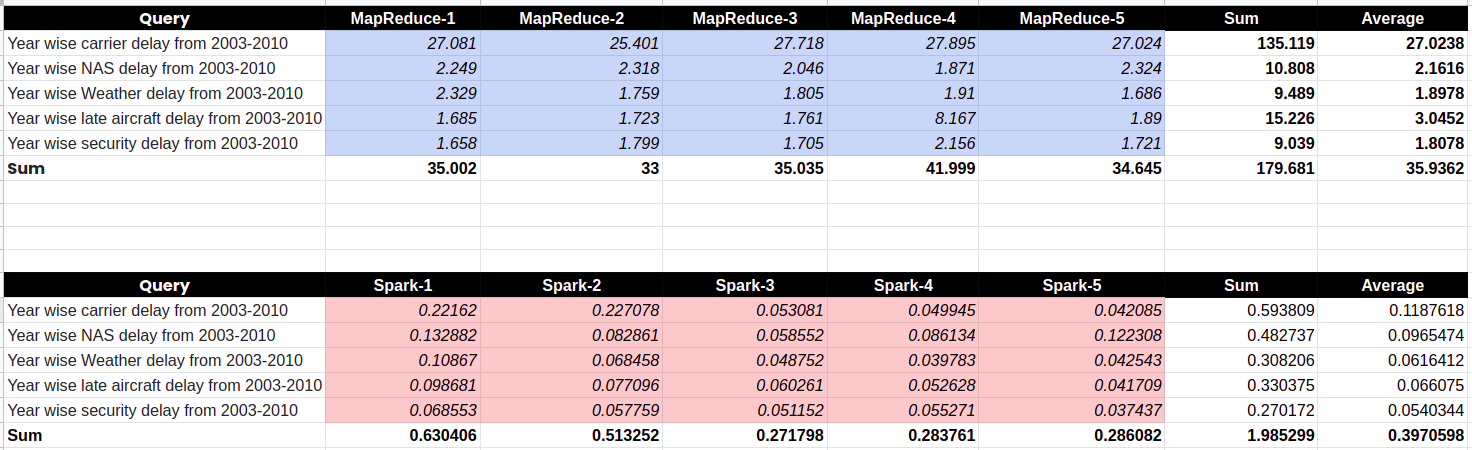 Query MapReduce-1 MapReduce-2 MapReduce-3 MapReduce-4 MapReduce-5 Sum Average
Year wise carrier delay from 2003-2010 27.081 25.401 27.718 27.895 27.024 135.119 27.0238
Year wise NAS delay from 2003-2010 2.249 2.318 2.046 1.871 2.324 10.808 2.1616
Year wise Weather delay from 2003-2010 2.329 1.759 1.805 1.91 1.686 9.489 1.8978
Year wise late aircraft delay from 2003-2010 1.685 1.723 1.761 8.167 1.89 15.226 3.0452
Year wise security delay from 2003-2010 1.658 1.799 1.705 2.156 1.721 9.039 1.8078
Sum 35.002 33 35.035 41.999 34.645 179.681 35.9362
Query Spark-1 Spark-2 Spark-3 Spark-4 Spark-5 Sum Average
Year wise carrier delay from 2003-2010 0.22162 0.227078 0.053081 0.049945 0.042085 0.593809 0.1187618
Year wise NAS delay from 2003-2010 0.132882 0.082861 0.058552 0.086134 0.122308 0.482737 0.0965474
Year wise Weather delay from 2003-2010 0.10867 0.068458 0.048752 0.039783 0.042543 0.308206 0.0616412
Year wise late aircraft delay from 2003-2010 0.098681 0.077096 0.060261 0.052628 0.041709 0.330375 0.066075
Year wise security delay from 2003-2010 0.068553 0.057759 0.051152 0.055271 0.037437 0.270172 0.0540344
Sum 0.630406 0.513252 0.271798 0.283761 0.286082 1.985299 0.3970598